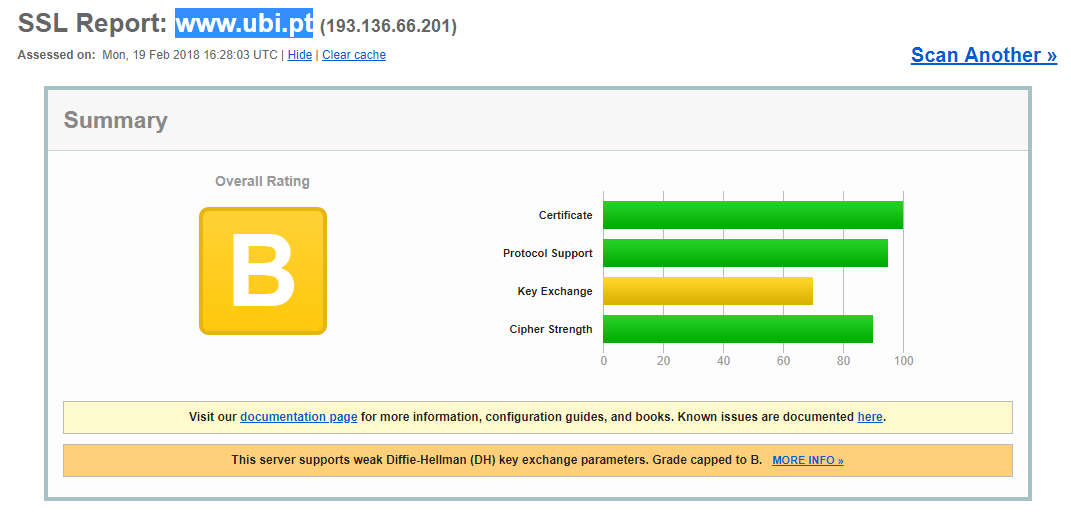 SSL Report: www.ubi.pt (193.136.66.201)
Assessed on: Mon, 19 Feb 2018 16:28:03 UTC | Hide | Clear cache
Scan Another »
Summary
Overall Rating
B
Certificate
Protocol Support
Key Exchange
Cipher Strength
0 20 40 60 80 100
Visit our documentation page for more information, configuration guides, and books. Known issues are documented here.
This server supports weak Diffie-Hellman (DH) key exchange parameters. Grade capped to B. MORE INFO »